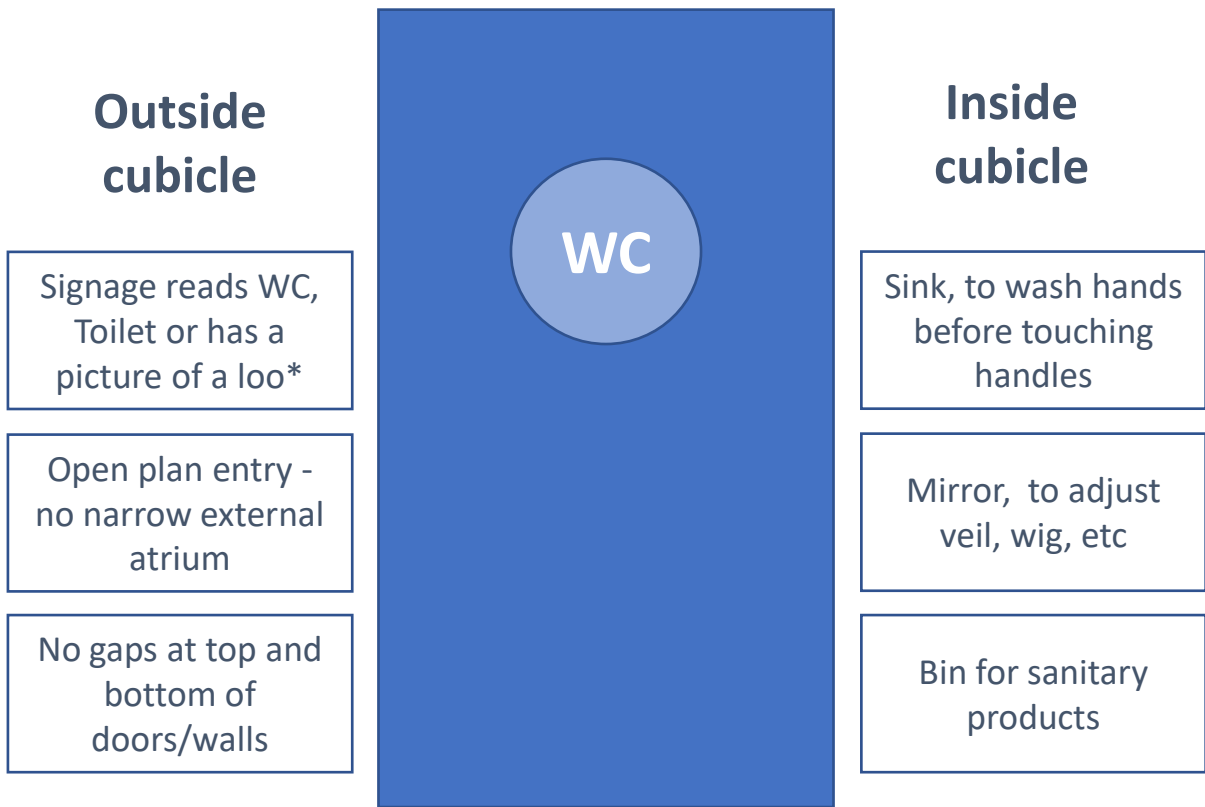 Outside
cubicle
Signage reads WC,
Toilet or has a
picture of a loo*
Open plan entry -
no narrow external
atrium
No gaps at top and
bottom of
doors/walls
WC
Inside
cubicle
Sink, to wash hands
before touching
handles
Mirror,  to adjust
veil, wig, etc
Bin for sanitary
products